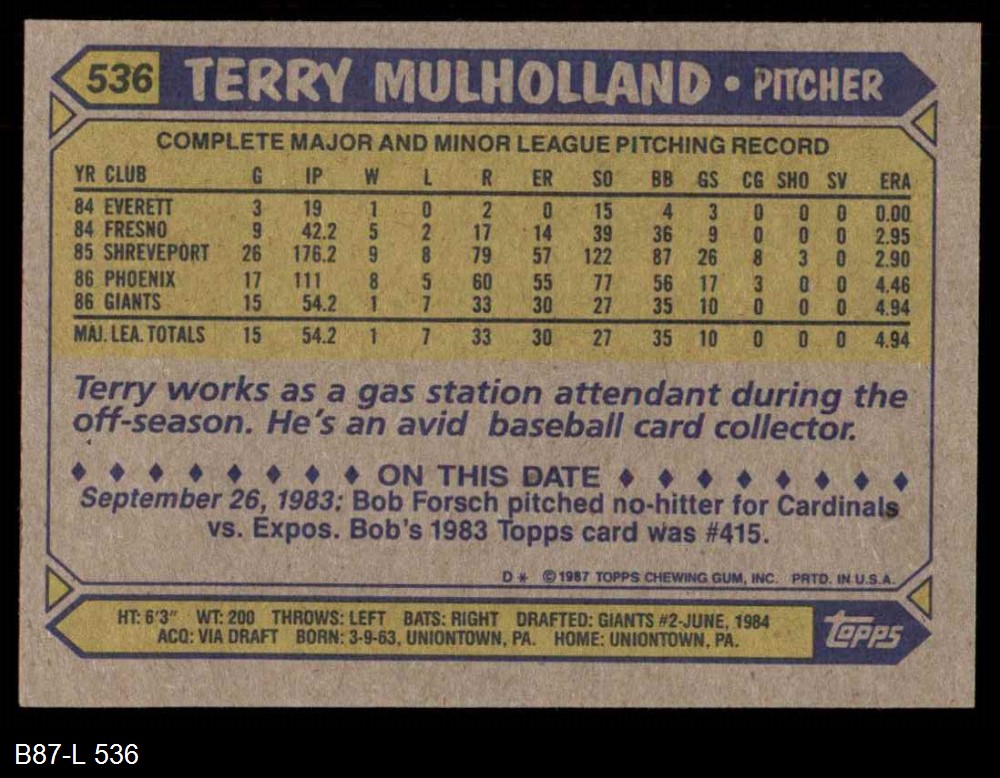 536 TERRY MULHOLLAND • PITCHER
COMPLETE MAJOR AND MINOR LEAGUE PITCHING RECORD
YR CLUB G IP W L R ER SO BB GS CG SHO SV ERA
84 EVERETT 3 19 1 0 2 0 15 4 3 0 0 0 0.00
84 FRESNO 9 42.2 5 2 17 14 39 36 9 0 0 0 2.95
85 SHREVEPORT 26 176.2 9 8 79 57 122 87 26 8 3 0 2.90
86 PHOENIX 17 111 8 5 60 55 77 56 17 3 0 0 4.46
86 GIANTS 15 54.2 1 7 33 30 27 35 10 0 0 0 4.94
MAJ. LEA. TOTALS 15 54.2 1 7 33 30 27 35 10 0 0 0 4.94
Terry works as a gas station attendant during the
off-season. He's an avid baseball card collector.
♦ ♦ ♦ ♦ ♦ ♦ ♦ ♦ ON THIS DATE ♦ ♦ ♦ ♦ ♦ ♦ ♦ ♦
September 26, 1983: Bob Forsch pitched no-hitter for Cardinals
vs. Expos. Bob's 1983 Topps card was #415.
D * © 1987 TOPPS CHEWING GUM, INC. PRTD. IN U.S.A.
HT: 6'3" WT: 200 THROWS: LEFT BATS: RIGHT DRAFTED: GIANTS #2-JUNE, 1984
ACQ: VIA DRAFT BORN: 3-9-63, UNIONTOWN, PA. HOME: UNIONTOWN, PA.
topps
B87-L 536